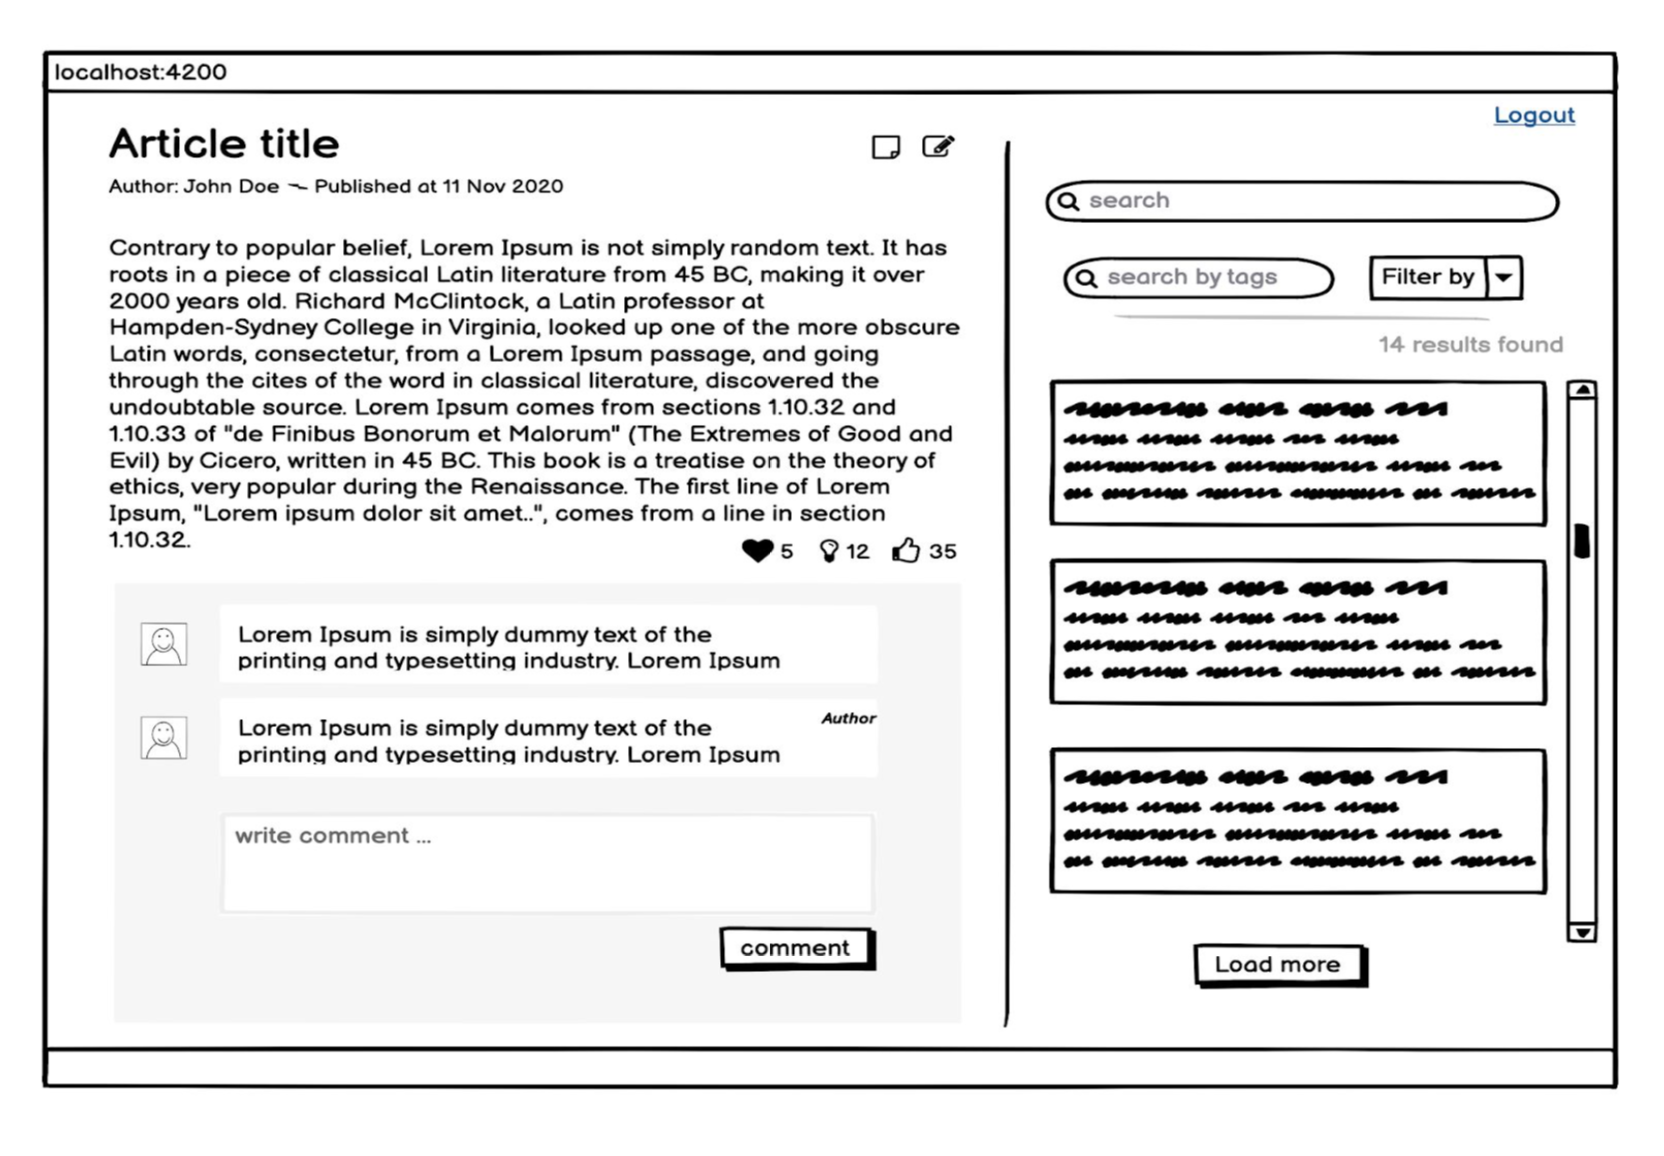 localhost:4200
Logout
Article title
Author: John Doe ~ Published at 11 Nov 2020
Contrary to popular belief, Lorem Ipsum is not simply random text. It has
roots in a piece of classical Latin literature from 45 BC, making it over
2000 years old. Richard McClintock, a Latin professor at
Hampden-Sydney College in Virginia, looked up one of the more obscure
Latin words, consectetur, from a Lorem Ipsum passage, and going
through the cites of the word in classical literature, discovered the
undoubtable source. Lorem Ipsum comes from sections 1.10.32 and
1.10.33 of "de Finibus Bonorum et Malorum" (The Extremes of Good and
Evil) by Cicero, written in 45 BC. This book is a treatise on the theory of
ethics, very popular during the Renaissance. The first line of Lorem
Ipsum, "Lorem ipsum dolor sit amet..", comes from a line in section
1.10.32.
5 12 35
Lorem Ipsum is simply dummy text of the
printing and typesetting industry. Lorem Ipsum
Author
Lorem Ipsum is simply dummy text of the
printing and typesetting industry. Lorem Ipsum
write comment ...
comment
search
search by tags
Filter by
14 results found
Load more